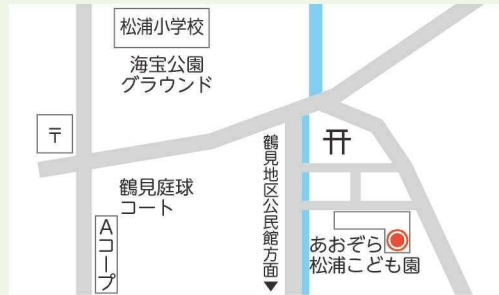 松浦小学校
海宝公園
グラウンド
〒
鶴見庭球
コート
Aコープ
鶴見地区公民館方面▼
あおぞら
松浦こども園